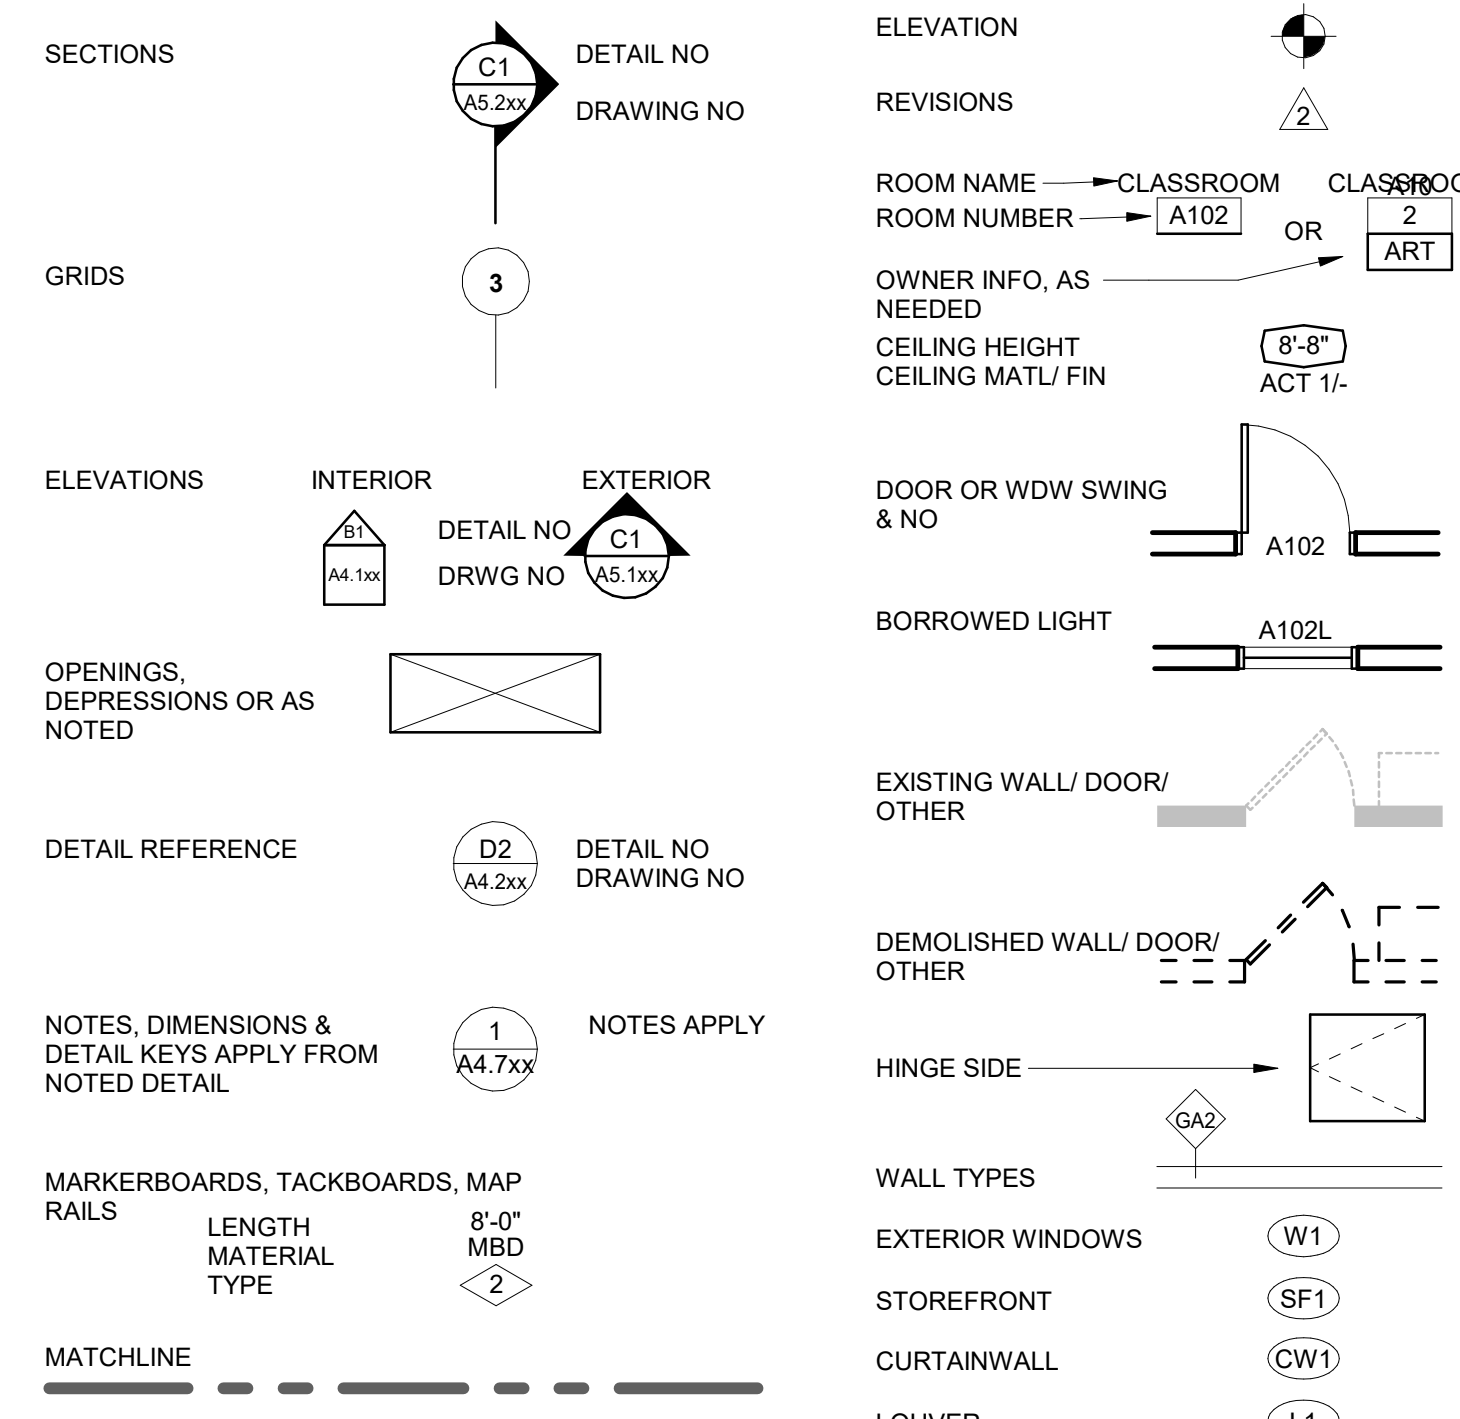 SECTIONS
C1
A5.2xx
DETAIL NO
DRAWING NO
GRIDS
3
ELEVATIONS
INTERIOR
EXTERIOR
B1
A4.1xx
DETAIL NO
DRWG NO
C1
A5.1xx
OPENINGS,
DEPRESSIONS OR AS
NOTED
DETAIL REFERENCE
D2
A4.2xx
DETAIL NO
DRAWING NO
NOTES, DIMENSIONS &
DETAIL KEYS APPLY FROM
NOTED DETAIL
1
A4.7xx
NOTES APPLY
MARKERBOARDS, TACKBOARDS, MAP
RAILS
LENGTH
MATERIAL
TYPE
8'-0"
MBD
2
MATCHLINE
ELEVATION
REVISIONS
2
ROOM NAME
CLASSROOM
ROOM NUMBER
A102
OR
A10
2
ART
OWNER INFO, AS
NEEDED
CEILING HEIGHT
CEILING MATL/ FIN
8'-8"
ACT 1/-
DOOR OR WDW SWING
& NO
A102
BORROWED LIGHT
A102L
EXISTING WALL/ DOOR/
OTHER
DEMOLISHED WALL/ DOOR/
OTHER
HINGE SIDE
GA2
WALL TYPES
EXTERIOR WINDOWS
W1
STOREFRONT
SF1
CURTAINWALL
CW1
LOUVER
L1